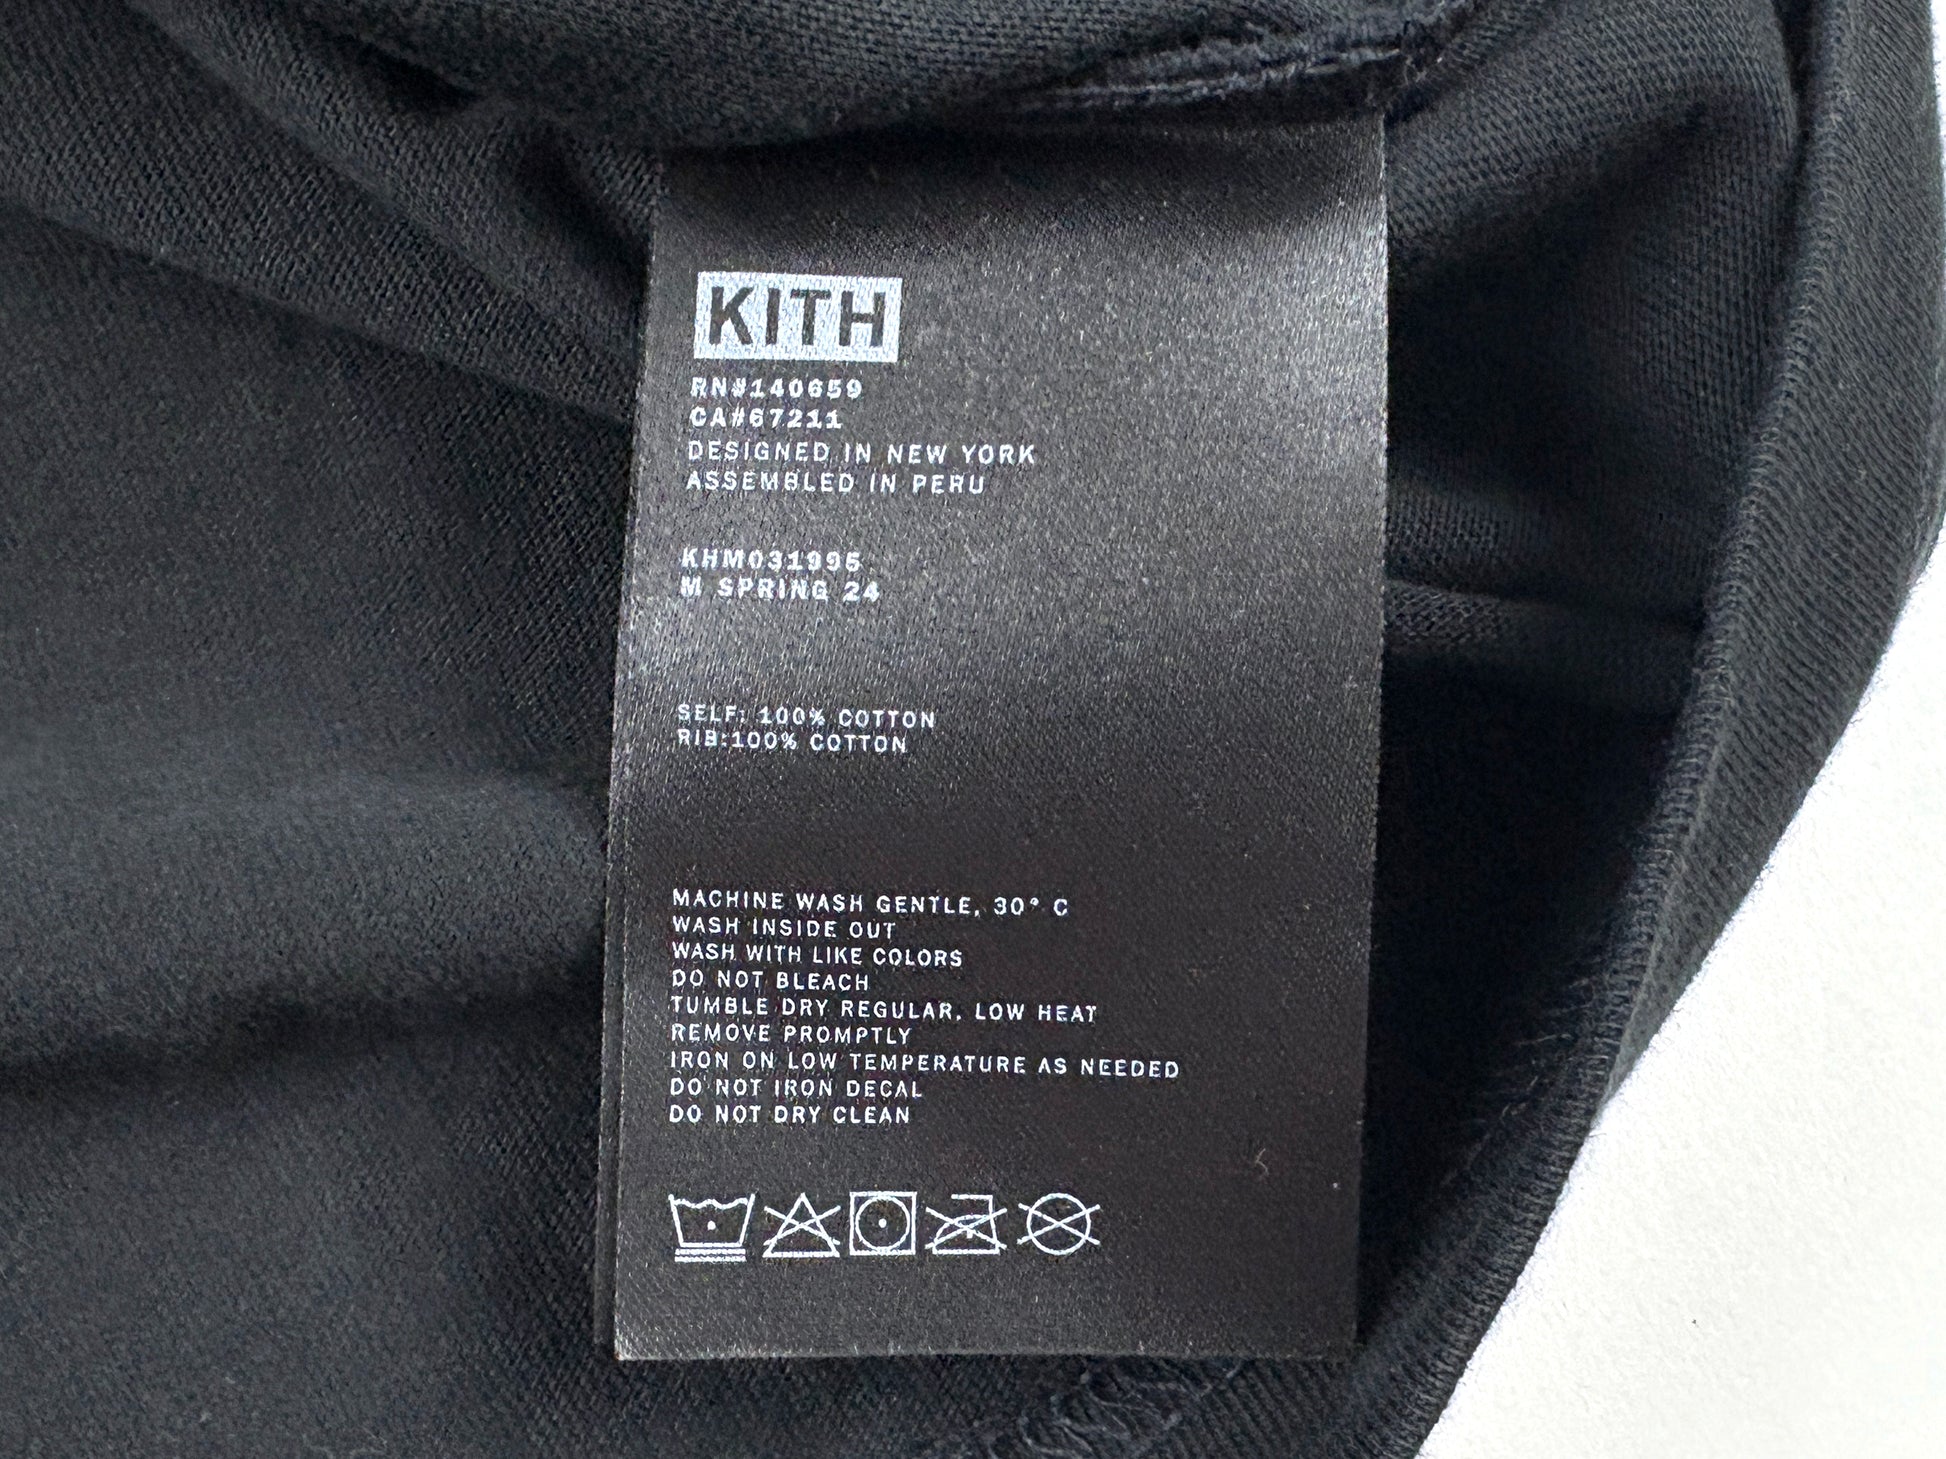 KITH
RN#140659
CA#67211
DESIGNED IN NEW YORK
ASSEMBLED IN PERU
KHM031995
M SPRING 24
SELF: 100% COTTON
RIB:100% COTTON
MACHINE WASH GENTLE, 30° C
WASH INSIDE OUT
WASH WITH LIKE COLORS
DO NOT BLEACH
TUMBLE DRY REGULAR, LOW HEAT
REMOVE PROMPTLY
IRON ON LOW TEMPERATURE AS NEEDED
DO NOT IRON DECAL
DO NOT DRY CLEAN